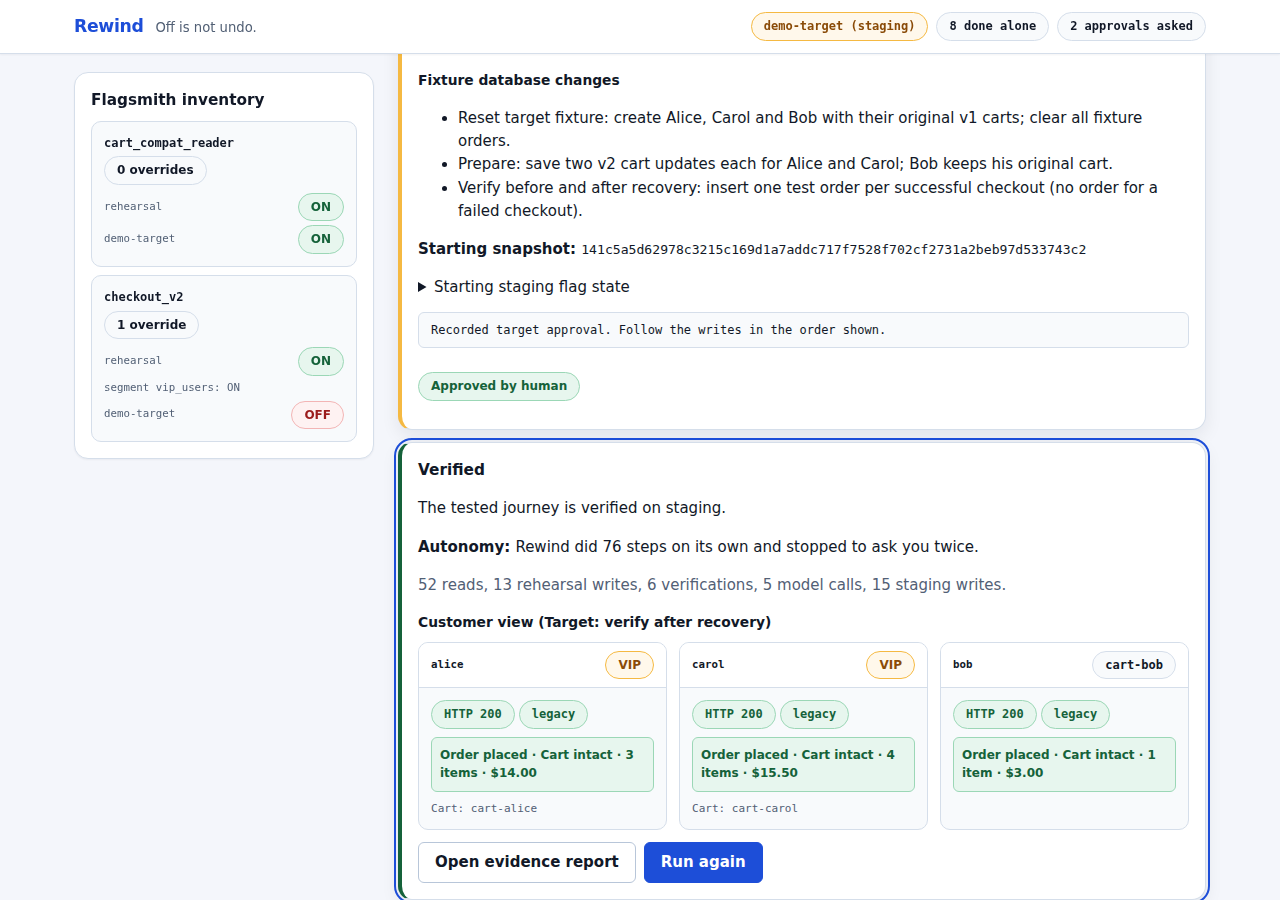 Rewind Off is not undo.
demo-target (staging) 8 done alone 2 approvals asked
Flagsmith inventory
cart_compat_reader
0 overrides
rehearsal ON
demo-target ON
checkout_v2
1 override
rehearsal ON
segment vip_users: ON
demo-target OFF
Fixture database changes
• Reset target fixture: create Alice, Carol and Bob with their original v1 carts; clear all fixture
orders.
• Prepare: save two v2 cart updates each for Alice and Carol; Bob keeps his original cart.
• Verify before and after recovery: insert one test order per successful checkout (no order for a
failed checkout).
Starting snapshot: 141c5a5d62978c3215c169d1a7addc717f7528f702cf2731a2beb97d533743c2
▶ Starting staging flag state
Recorded target approval. Follow the writes in the order shown.
Approved by human
Verified
The tested journey is verified on staging.
Autonomy: Rewind did 76 steps on its own and stopped to ask you twice.
52 reads, 13 rehearsal writes, 6 verifications, 5 model calls, 15 staging writes.
Customer view (Target: verify after recovery)
alice VIP
HTTP 200 legacy
Order placed · Cart intact · 3
items · $14.00
Cart: cart-alice
carol VIP
HTTP 200 legacy
Order placed · Cart intact · 4
items · $15.50
Cart: cart-carol
bob cart-bob
HTTP 200 legacy
Order placed · Cart intact · 1
item · $3.00
Open evidence report Run again